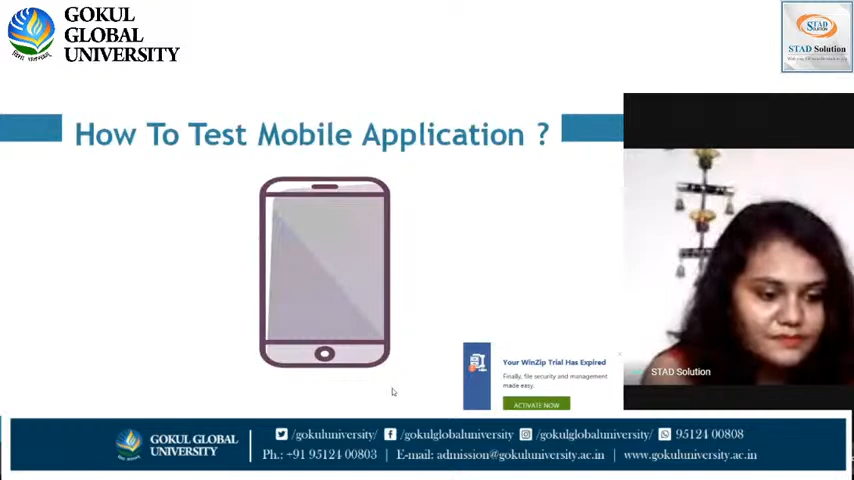 GOKUL
GLOBAL
UNIVERSITY
STAD
SOLUTION
STAD Solution
How To Test Mobile Application ?
Your WinZip Trial Has Expired
Finally, file security and management
made easy.
ACTIVATE NOW
STAD Solution
GOKUL GLOBAL
UNIVERSITY
/gokuluniversity/
/gokulglobaluniversity
/gokulgobaluniversity/
95124 00808
Ph.: +91 95124 00803 | E-mail: admission@gokuluniversity.ac.in | www.gokuluniversity.ac.in